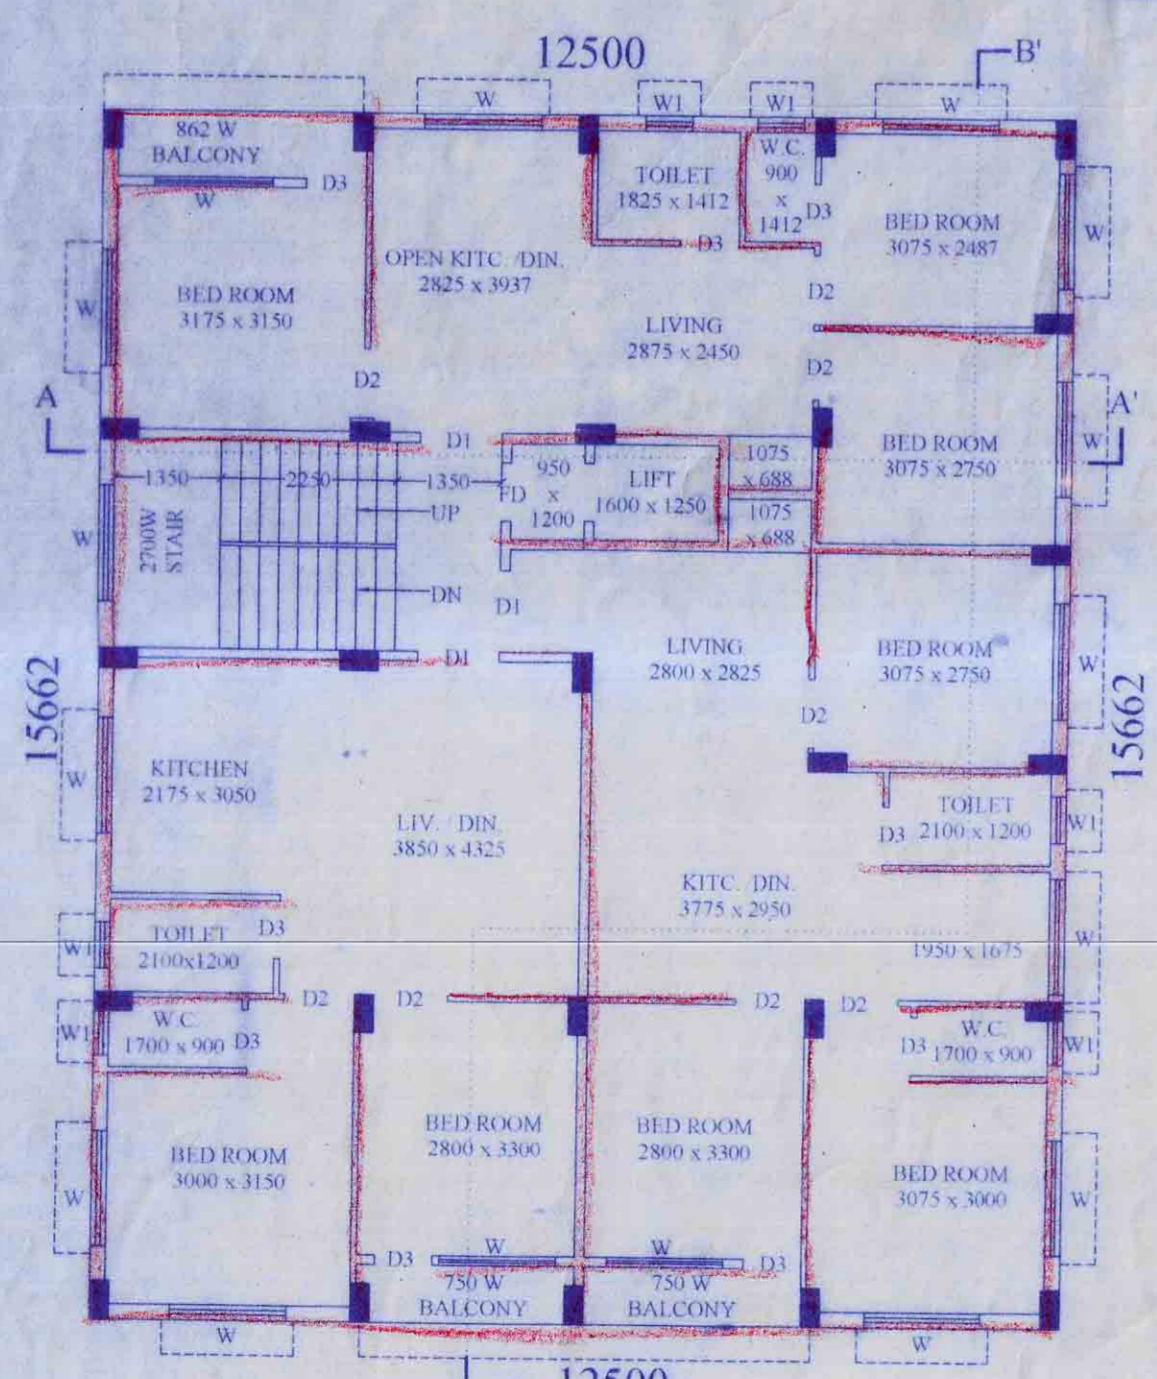 12500
B'
W
W1
W1
W
862 W
BALCONY
D3
W
TOILET
1825 x 1412
D3
W.C.
900
x
1412
D3
BED ROOM
3075 x 2487
W
OPEN KITC. /DIN.
2825 x 3937
BED ROOM
3175 x 3150
W
D2
LIVING
2875 x 2450
D2
D2
A
A'
D1
BED ROOM
3075 x 2750
W
1350
2250
1350
FD
950
x
1200
LIFT
1600 x 1250
1075
x 688
1075
x 688
UP
2700W
STAIR
W
DN
D1
D1
LIVING
2800 x 2825
BED ROOM
3075 x 2750
W
D2
15662
15662
KITCHEN
2175 x 3050
W
LIV. / DIN.
3850 x 4325
TOILET
2100 x 1200
D3
W1
KITC. / DIN.
3775 x 2950
1950 x 1675
W
TOILET
2100x1200
D3
W1
D2
D2
D2
D2
W.C.
1700 x 900
D3
W1
W.C.
1700 x 900
D3
W1
BED ROOM
3000 x 3150
W
BED ROOM
2800 x 3300
BED ROOM
2800 x 3300
BED ROOM
3075 x 3000
W
D3
W
W
D3
750 W
BALCONY
750 W
BALCONY
W
W
12500